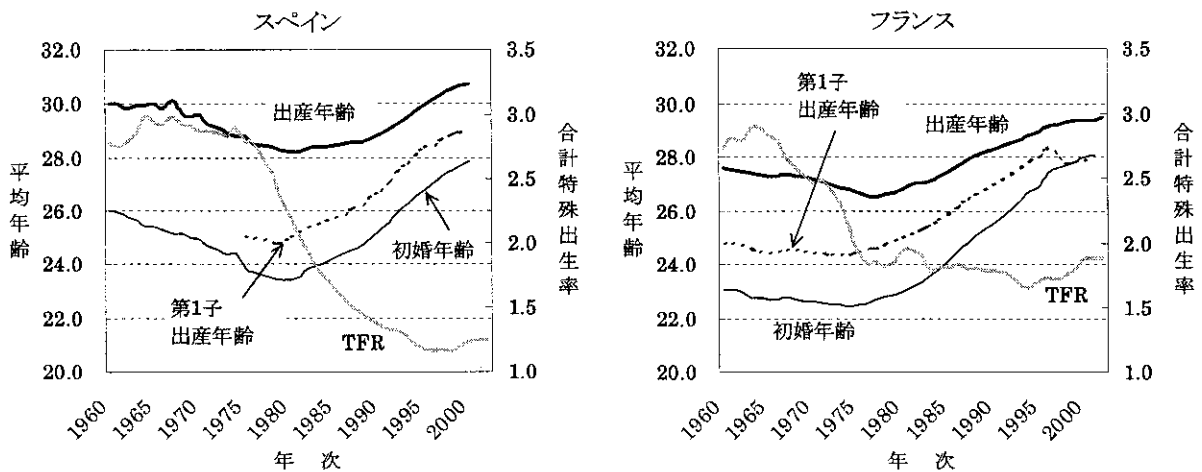 スペイン
32.0
30.0
28.0
26.0
24.0
22.0
20.0
平均年齢
3.5
3.0
2.5
2.0
1.5
1.0
合計特殊出生率
出産年齢
初婚年齢
第1子
出産年齢
TFR
1960
1965
1970
1975
1980
1985
1990
1995
2000
年 次
フランス
32.0
30.0
28.0
26.0
24.0
22.0
20.0
平均年齢
3.5
3.0
2.5
2.0
1.5
1.0
合計特殊出生率
第1子
出産年齢
出産年齢
TFR
初婚年齢
1960
1965
1970
1975
1980
1985
1990
1995
2000
年 次